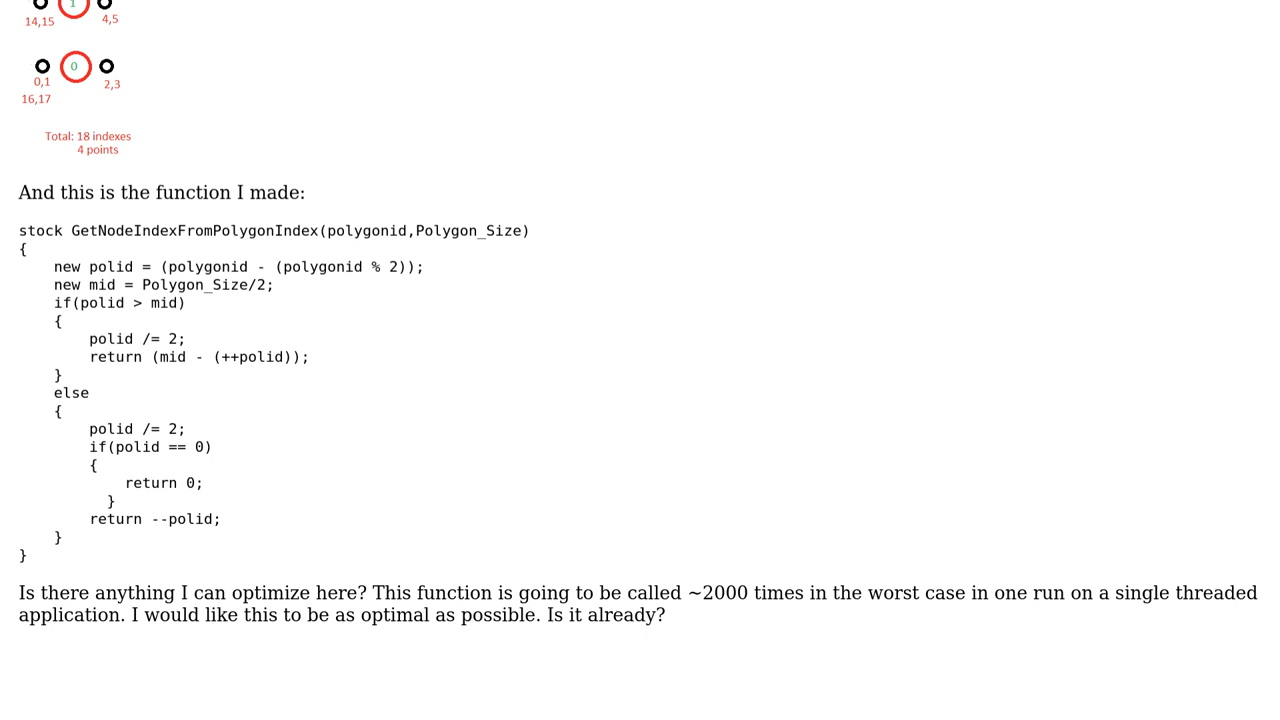 1
14,15 4,5
0
0,1 2,3
16,17
Total: 18 indexes
4 points
And this is the function I made:
stock GetNodeIndexFromPolygonIndex(polygonid,Polygon_Size)
{
    new polid = (polygonid - (polygonid % 2));
    new mid = Polygon_Size/2;
    if(polid > mid)
    {
        polid /= 2;
        return (mid - (++polid));
    }
    else
    {
        polid /= 2;
        if(polid == 0)
        {
            return 0;
          }
        return --polid;
    }
}
Is there anything I can optimize here? This function is going to be called ~2000 times in the worst case in one run on a single threaded
application. I would like this to be as optimal as possible. Is it already?